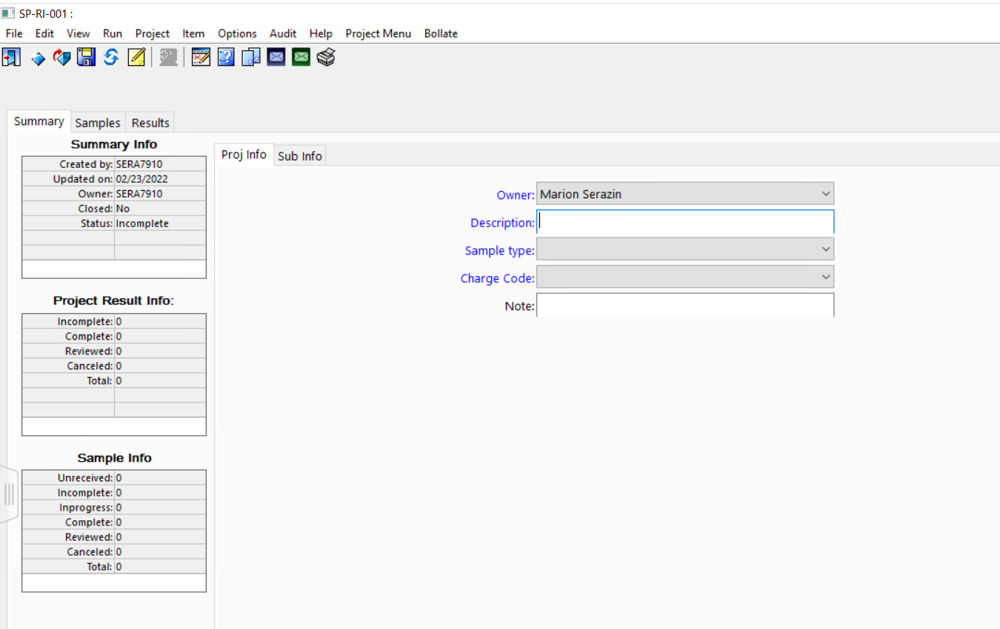 SP-RI-001 :
File Edit View Run Project Item Options Audit Help Project Menu Bollate
Summary Samples Results
Summary Info
Created by: SERA7910
Updated on: 02/23/2022
Owner: SERA7910
Closed: No
Status: Incomplete
Project Result Info:
Incomplete: 0
Complete: 0
Reviewed: 0
Canceled: 0
Total: 0
Sample Info
Unreceived: 0
Incomplete: 0
Inprogress: 0
Complete: 0
Reviewed: 0
Canceled: 0
Total: 0
Proj Info Sub Info
Owner: Marion Serazin
Description:
Sample type:
Charge Code:
Note: